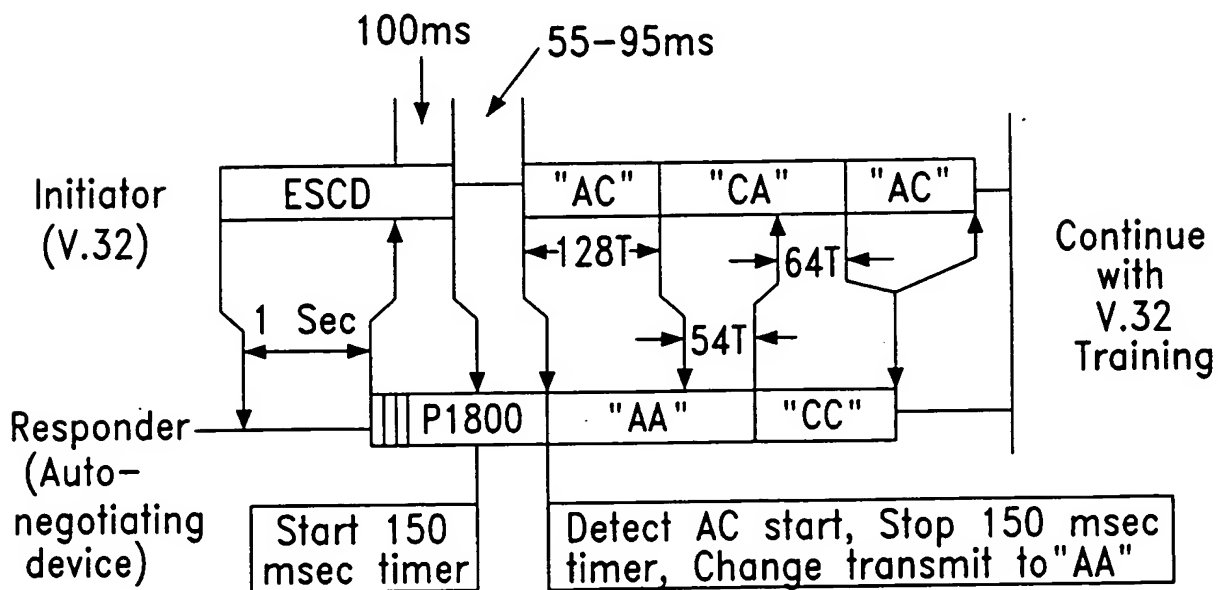 100ms
55-95ms
Initiator
(V.32)
ESCD
"AC"
"CA"
"AC"
128T
64T
Continue
with
V.32
Training
1 Sec
54T
Responder
(Auto-
negotiating
device)
P1800
"AA"
"CC"
Start 150
msec timer
Detect AC start, Stop 150 msec
timer, Change transmit to"AA"